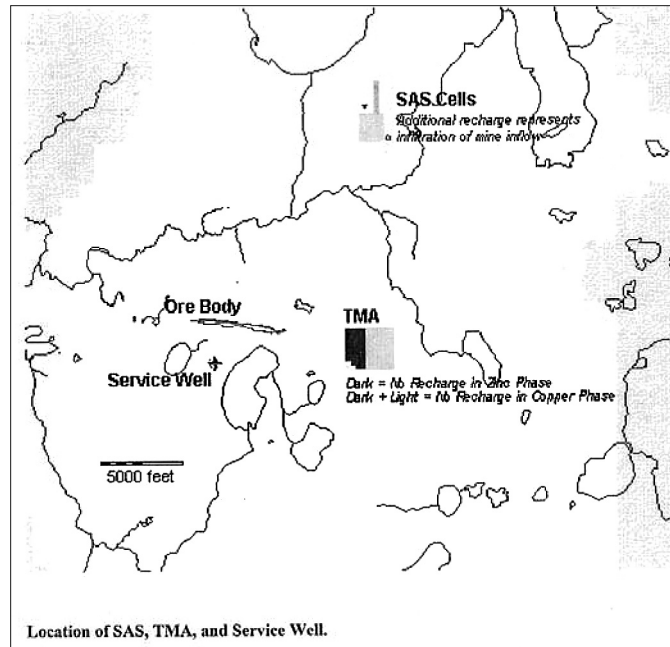 SAS Cells
Additional recharge represents
infiltration of mine inflow
Ore Body
TMA
Service Well
Dark = No Recharge in Zinc Phase
Dark + Light = No Recharge in Copper Phase
5000 feet
Location of SAS, TMA, and Service Well.